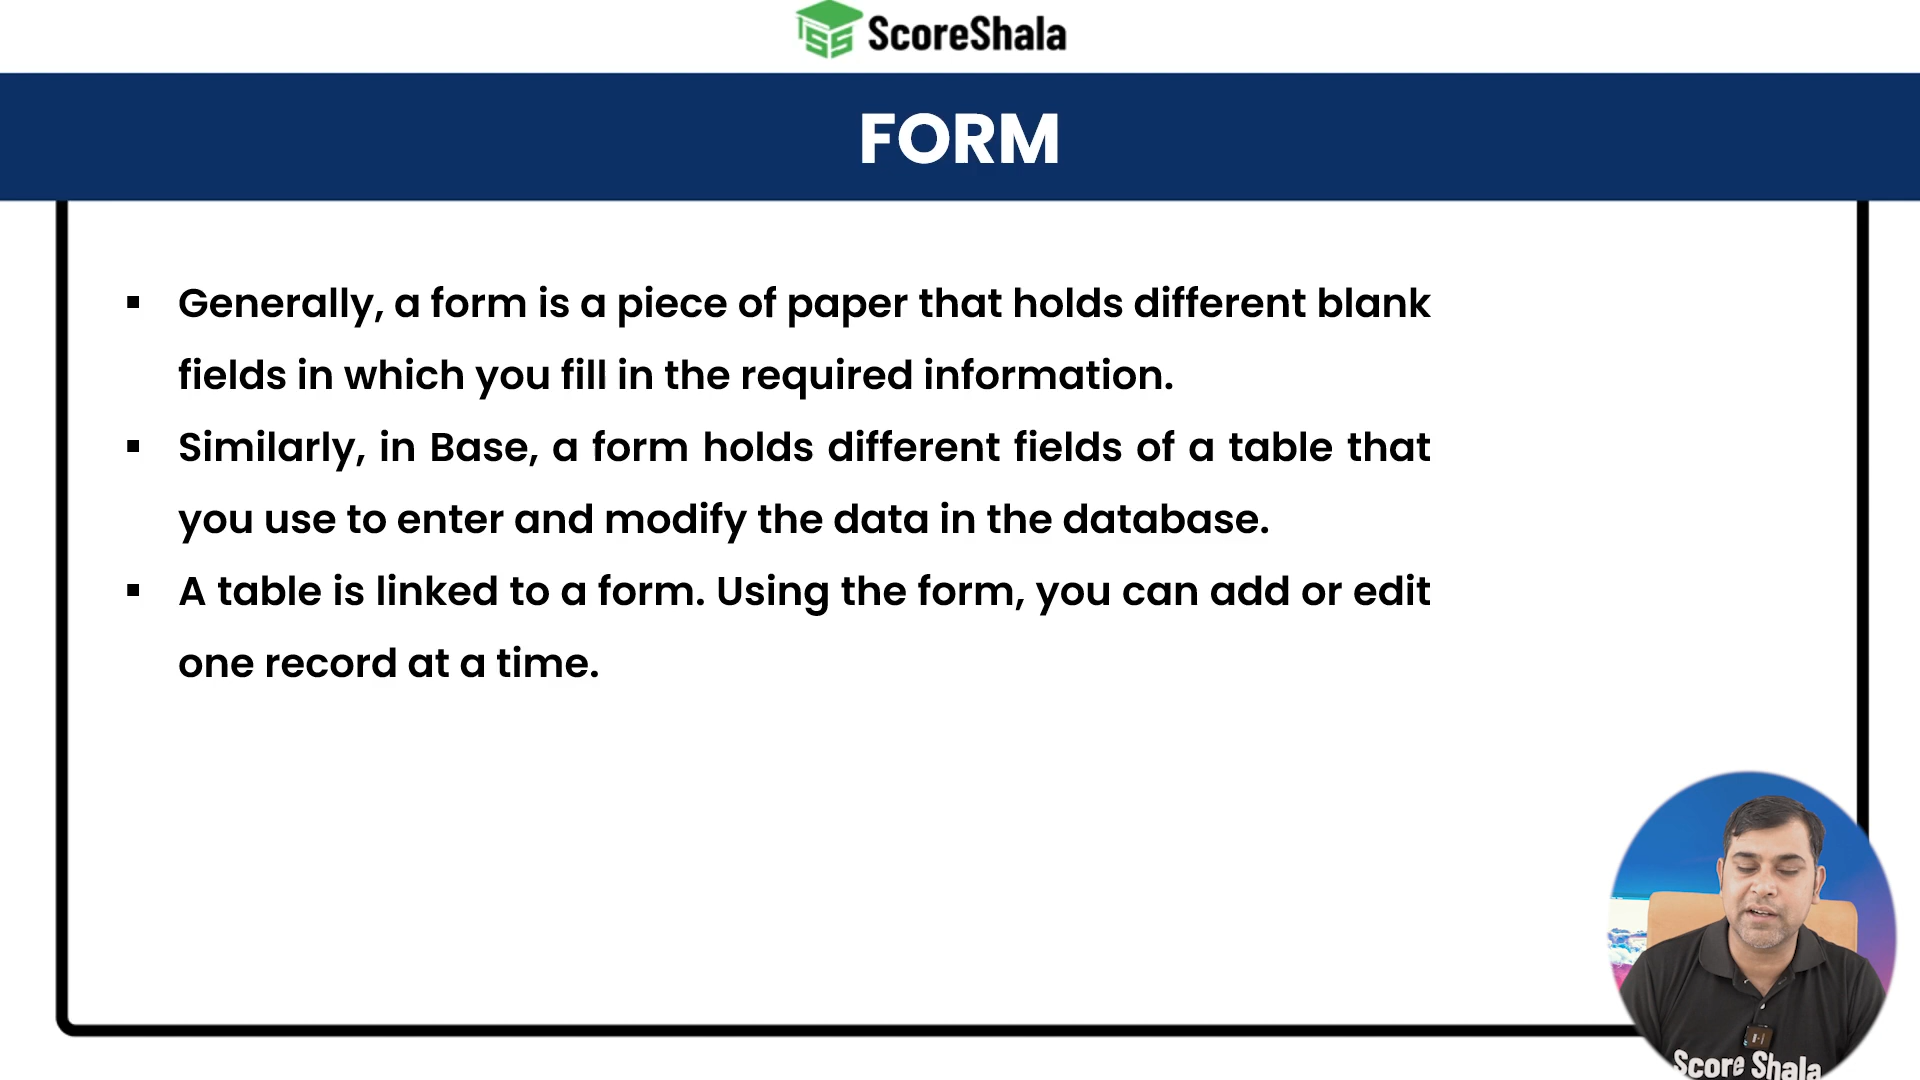 ScoreShala
FORM
▪ Generally, a form is a piece of paper that holds different blank
fields in which you fill in the required information.
▪ Similarly, in Base, a form holds different fields of a table that
you use to enter and modify the data in the database.
▪ A table is linked to a form. Using the form, you can add or edit
one record at a time.
Score Shala